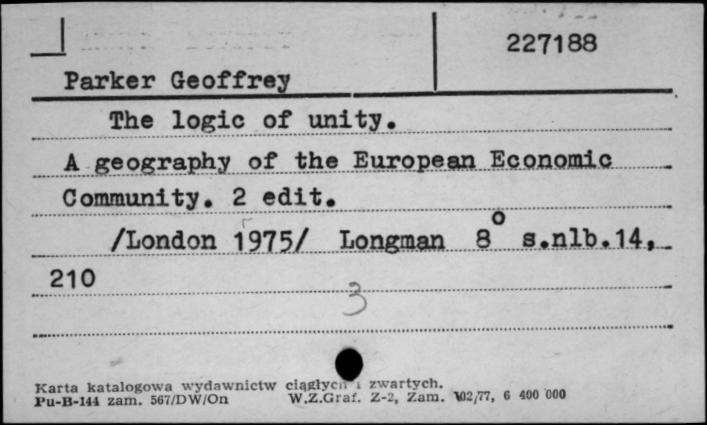 227188
Parker Geoffrey
The logic of unity.
A geography of the European Economic
Community. 2 edit.
/London 1975/ Longman 8° s.nlb.14,
210
3
Karta katalogowa wydawnictw ciągłych i zwartych.
Pu-B-144 zam. 567/DW/On W.Z.Graf. Z-2, Zam. 102/77, 6 400 000